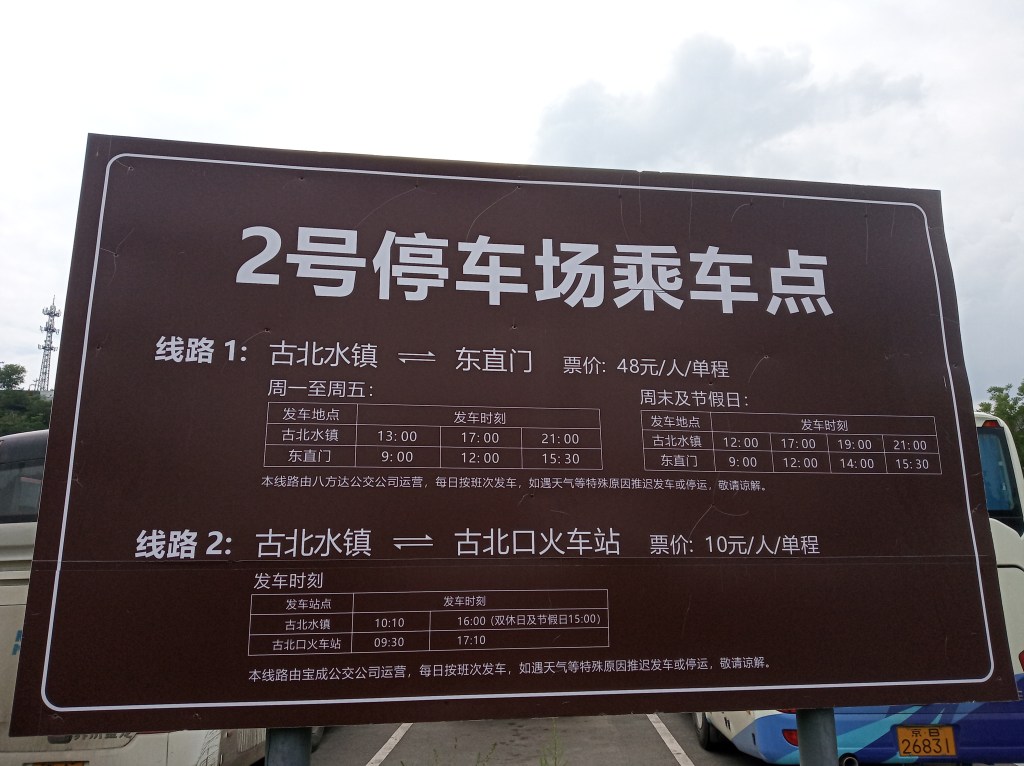 2号停车场乘车点
线路 1: 古北水镇 ⇌ 东直门 票价: 48元/人/单程
周一至周五:
发车地点 发车时刻
古北水镇 13:00 17:00 21:00
东直门 9:00 12:00 15:30
周末及节假日:
发车地点 发车时刻
古北水镇 12:00 17:00 19:00 21:00
东直门 9:00 12:00 14:00 15:30
本线路由八方达公交公司运营，每日按班次发车，如遇天气等特殊原因推迟发车或停运，敬请谅解。
线路 2: 古北水镇 ⇌ 古北口火车站 票价: 10元/人/单程
发车时刻
发车站点 发车时刻
古北水镇 10:10 16:00 (双休日及节假日15:00)
古北口火车站 09:30 17:10
本线路由宝成公交公司运营，每日按班次发车，如遇天气等特殊原因推迟发车或停运，敬请谅解。
26831